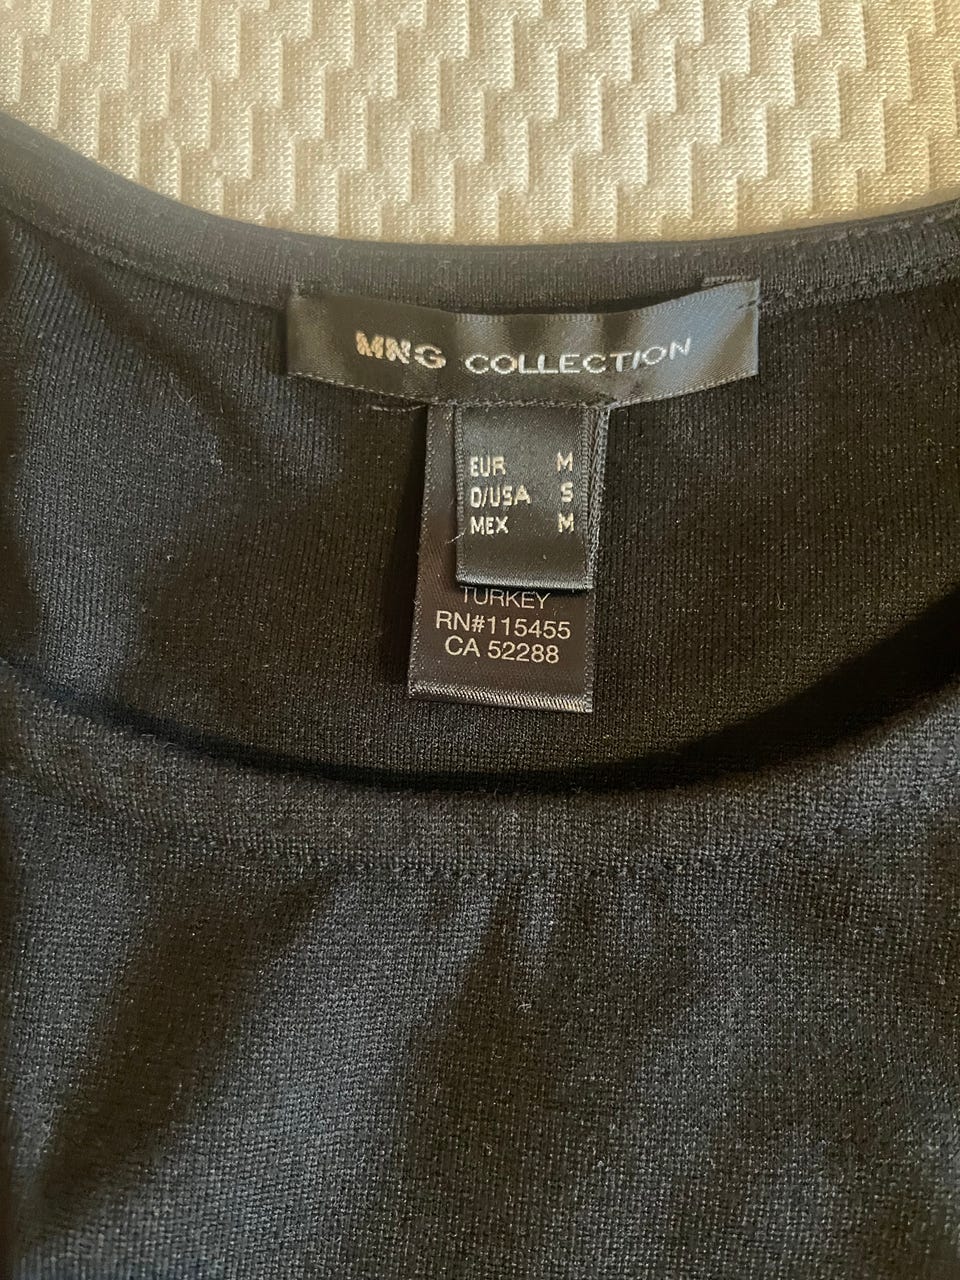 MNG COLLECTION
EUR M
D/USA S
MEX M
TURKEY
RN#115455
CA 52288